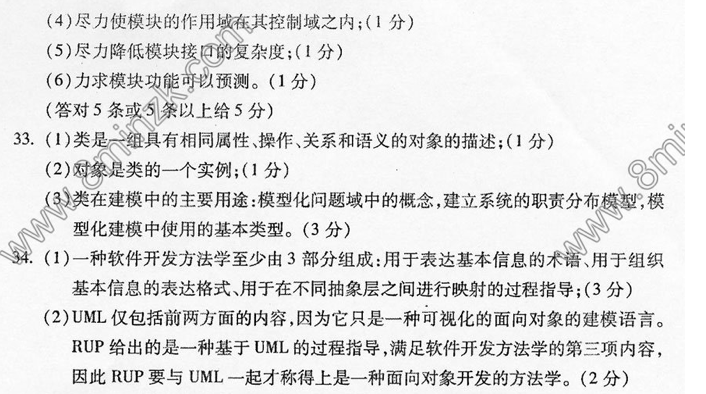 (4)尽力使模块的作用域在其控制域之内;(1 分)
(5)尽力降低模块接口的复杂度;(1 分)
(6)力求模块功能可以预测。(1 分)
(答对 5 条或 5 条以上给 5 分)
33. (1)类是一组具有相同属性、操作、关系和语义的对象的描述;(1 分)
(2)对象是类的一个实例;(1 分)
(3)类在建模中的主要用途:模型化问题域中的概念,建立系统的职责分布模型,模
型化建模中使用的基本类型。(3 分)
34. (1)一种软件开发方法学至少由 3 部分组成:用于表达基本信息的术语、用于组织
基本信息的表达格式、用于在不同抽象层之间进行映射的过程指导;(3 分)
(2)UML 仅包括前两方面的内容,因为它只是一种可视化的面向对象的建模语言。
RUP 给出的是一种基于 UML 的过程指导,满足软件开发方法学的第三项内容,
因此 RUP 要与 UML 一起才称得上是一种面向对象开发的方法学。(2 分)
www.8minzk.com
www.8min